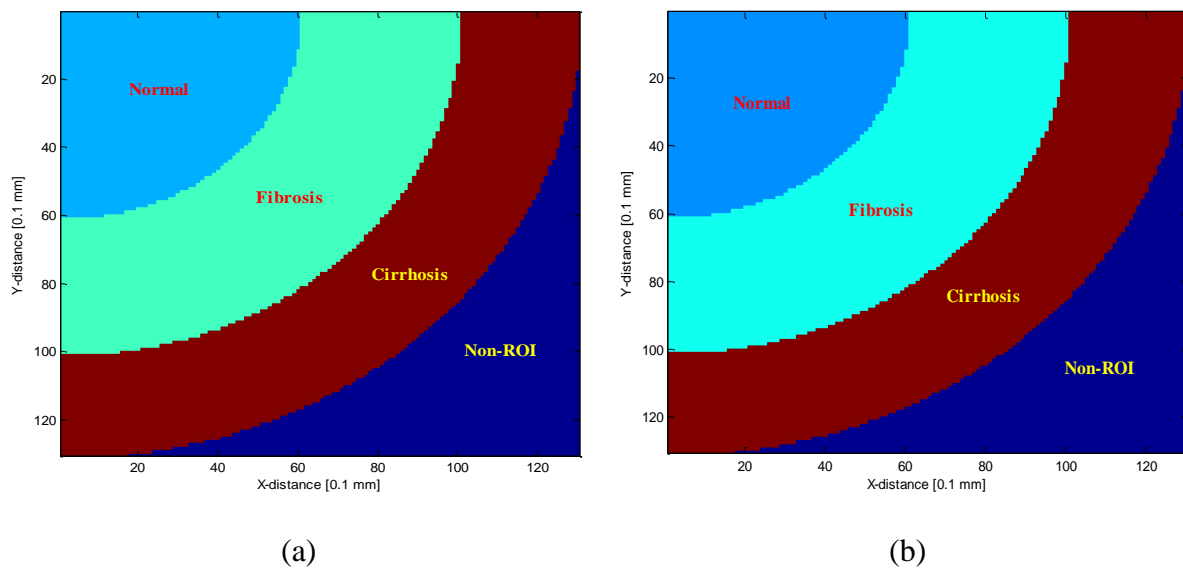 Normal
Fibrosis
Cirrhosis
Non-ROI
20
40
60
80
100
120
20
40
60
80
100
120
Y-distance [0.1 mm]
X-distance [0.1 mm]
(a)
Normal
Fibrosis
Cirrhosis
Non-ROI
20
40
60
80
100
120
20
40
60
80
100
120
Y-distance [0.1 mm]
X-distance [0.1 mm]
(b)